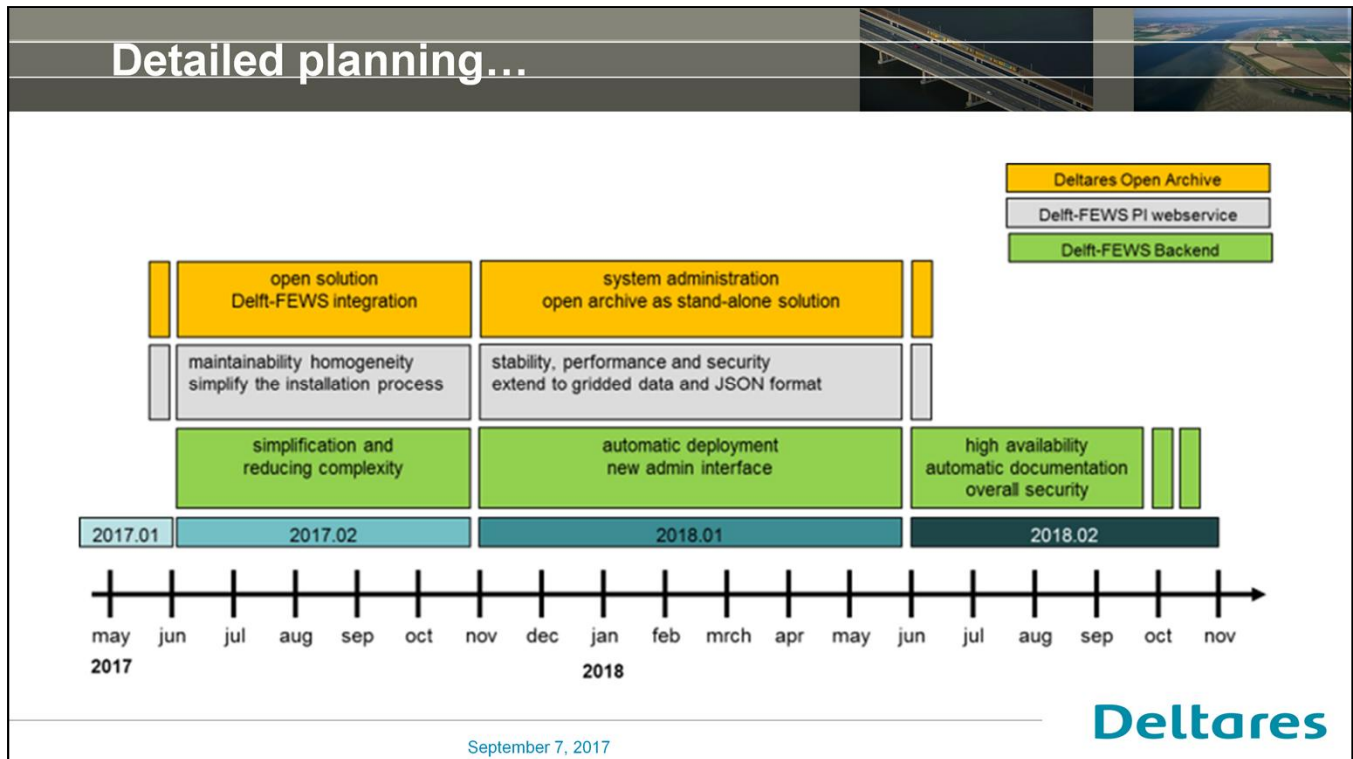 Detailed planning...
Deltares Open Archive
Delft-FEWS PI webservice
Delft-FEWS Backend
open solution
Delft-FEWS integration
system administration
open archive as stand-alone solution
maintainability homogeneity
simplify the installation process
stability, performance and security
extend to gridded data and JSON format
simplification and
reducing complexity
automatic deployment
new admin interface
high availability
automatic documentation
overall security
2017.01 2017.02 2018.01 2018.02
may jun jul aug sep oct nov dec jan feb mrch apr may jun jul aug sep oct nov
2017 2018
Deltares
September 7, 2017